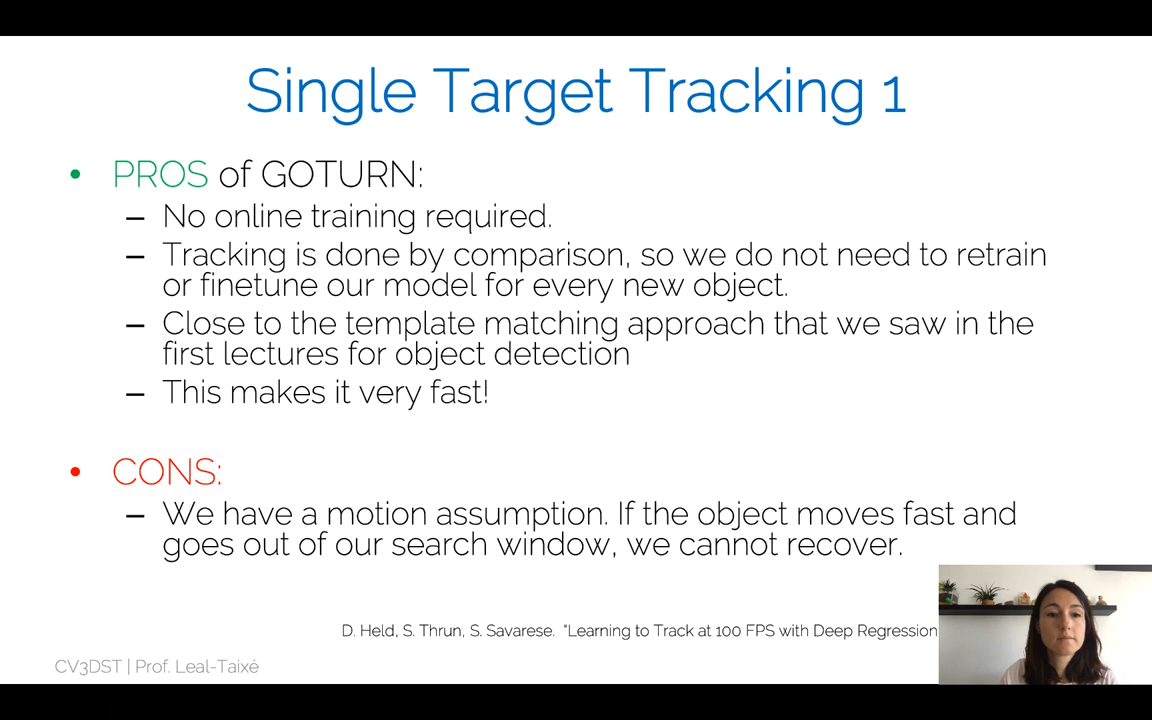 Single Target Tracking 1
• PROS of GOTURN:
– No online training required.
– Tracking is done by comparison, so we do not need to retrain
or finetune our model for every new object.
– Close to the template matching approach that we saw in the
first lectures for object detection
– This makes it very fast!
• CONS:
– We have a motion assumption. If the object moves fast and
goes out of our search window, we cannot recover.
D. Held, S. Thrun, S. Savarese. “Learning to Track at 100 FPS with Deep Regression
CV3DST | Prof. Leal-Taixé